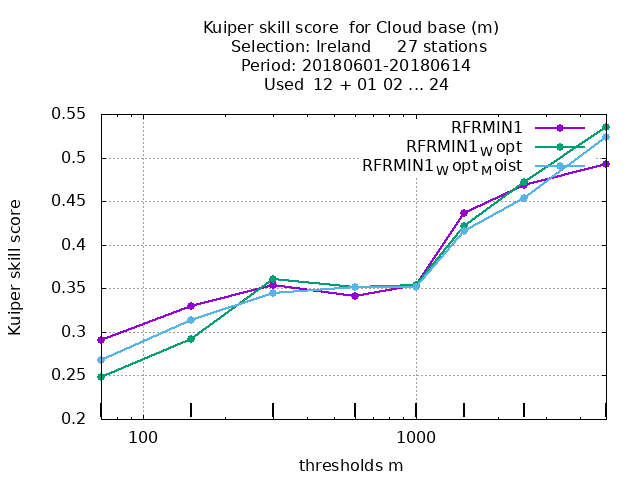 Kuiper skill score  for Cloud base (m)
Selection: Ireland     27 stations
Period: 20180601-20180614
Used  12 + 01 02 ... 24
RFRMIN1
RFRMIN1_W opt
RFRMIN1_W opt_M oist
0.55
0.5
0.45
0.4
0.35
0.3
0.25
0.2
Kuiper skill score
100 1000
thresholds m